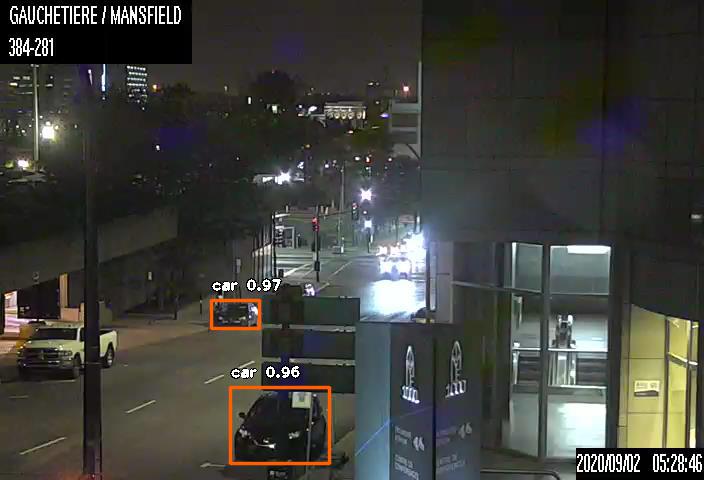 GAUCHETIERE / MANSFIELD
384-281
car 0.97
car 0.96
2020/09/02 05:28:46